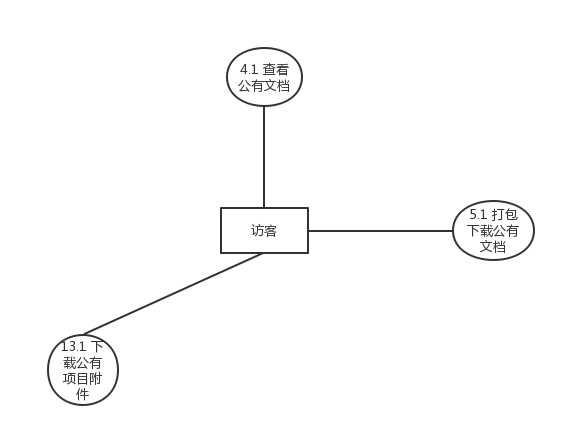 4.1 查看
公有文档
访客
5.1 打包
下载公有
文档
13.1 下
载公有
项目附
件